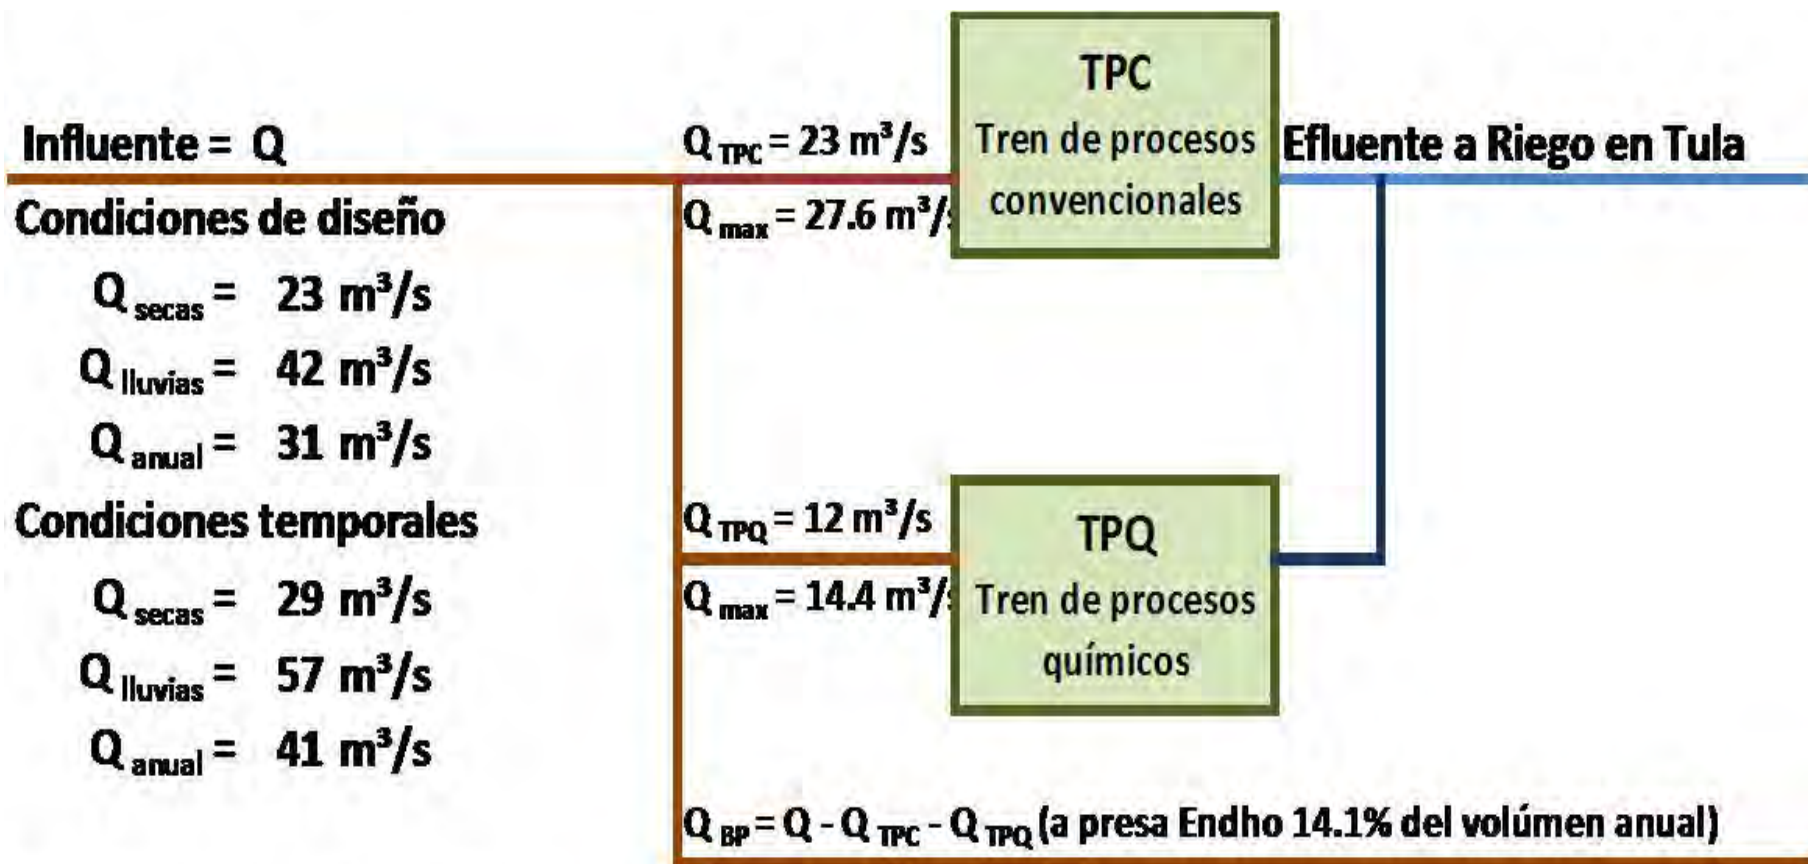 Influente = Q
Condiciones de diseño
Q secas = 23 m³/s
Q lluvias = 42 m³/s
Q anual = 31 m³/s
Condiciones temporales
Q secas = 29 m³/s
Q lluvias = 57 m³/s
Q anual = 41 m³/s
Q TPC = 23 m³/s
Q max = 27.6 m³/s
TPC
Tren de procesos
convencionales
Efluente a Riego en Tula
Q TPQ = 12 m³/s
Q max = 14.4 m³/s
TPQ
Tren de procesos
químicos
Q BP = Q - Q TPC - Q TPQ (a presa Endho 14.1% del volúmen anual)